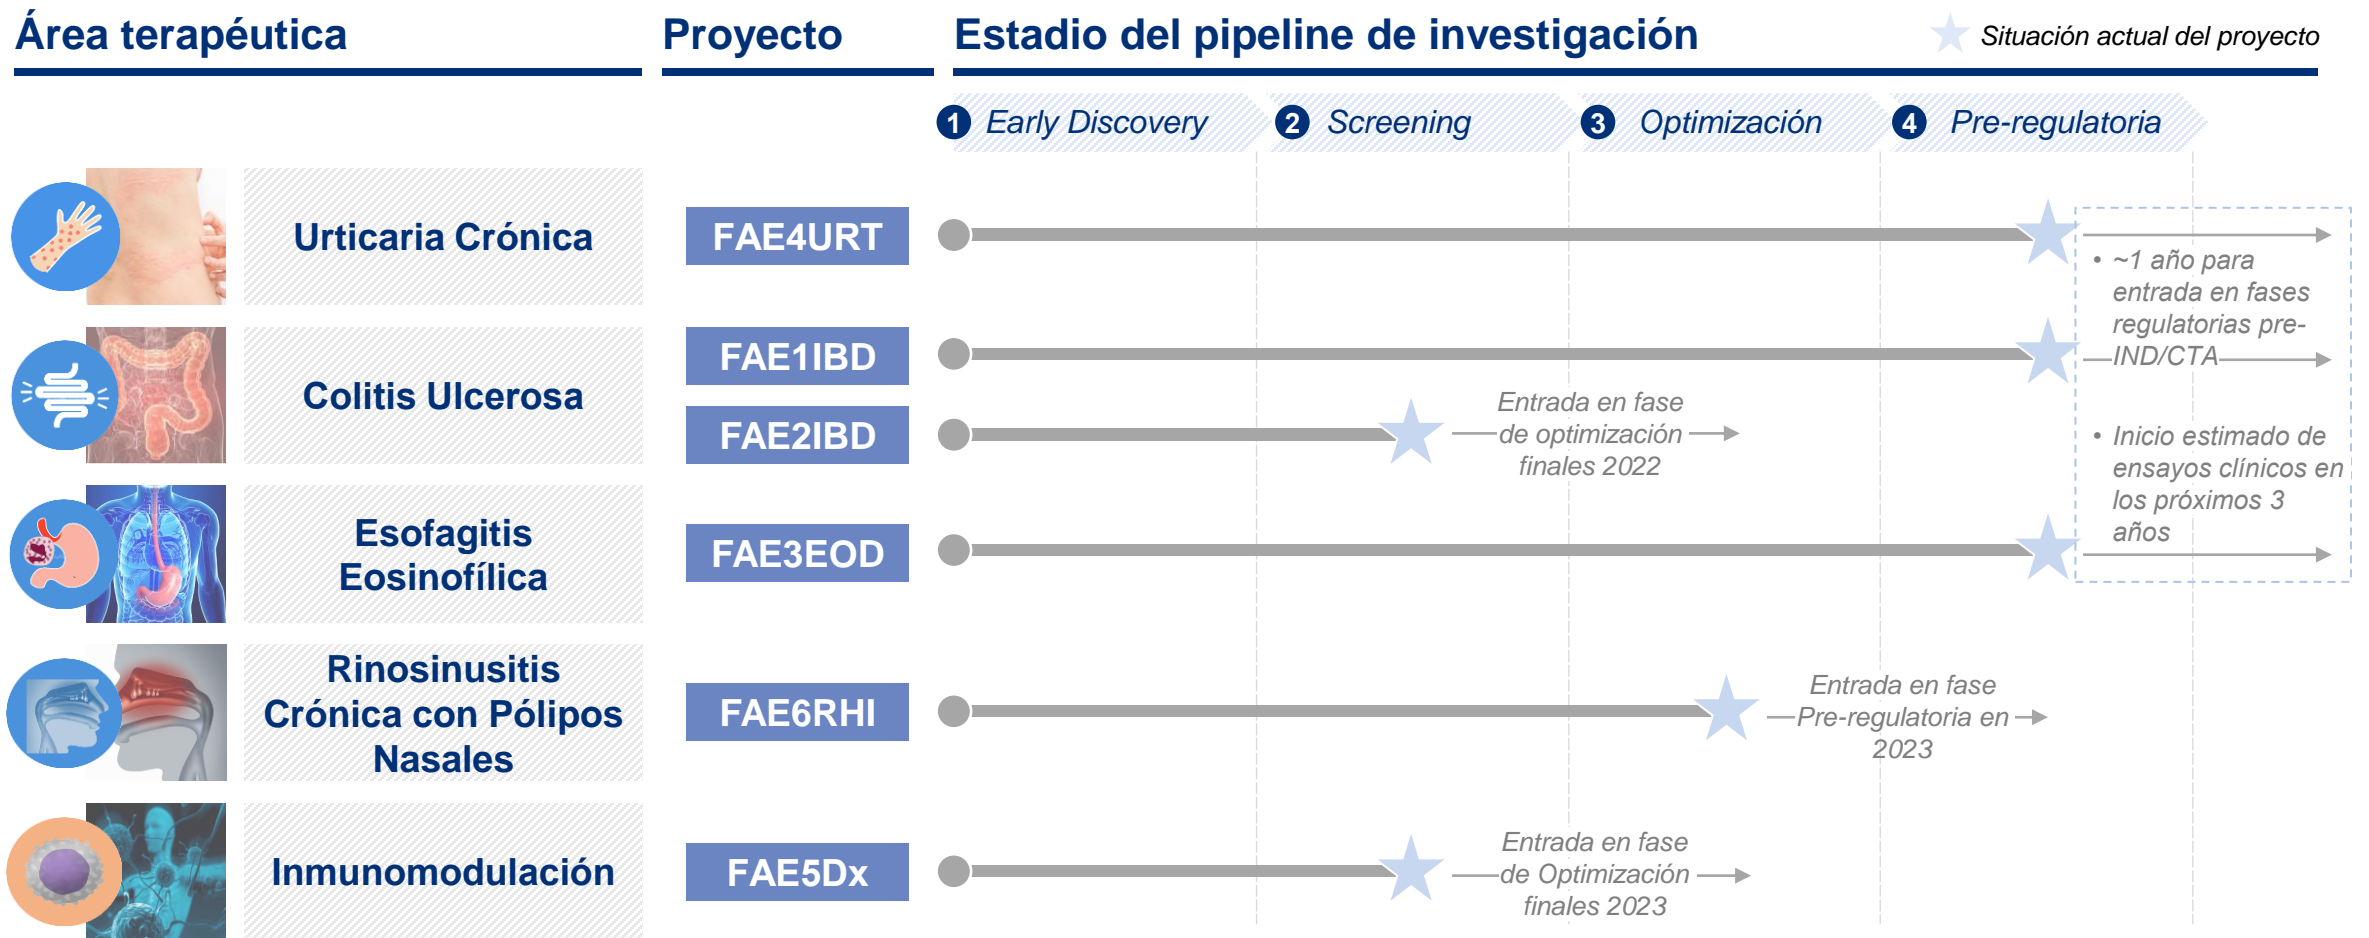 Área terapéutica
Proyecto
Estadio del pipeline de investigación
Situación actual del proyecto
1 Early Discovery
2 Screening
3 Optimización
4 Pre-regulatoria
Urticaria Crónica
FAE4URT
• ~1 año para
entrada en fases
regulatorias pre-
IND/CTA
Colitis Ulcerosa
FAE1IBD
FAE2IBD
Entrada en fase
de optimización
finales 2022
• Inicio estimado de
ensayos clínicos en
los próximos 3
años
Esofagitis
Eosinofílica
FAE3EOD
Rinosinusitis
Crónica con Pólipos
Nasales
FAE6RHI
Entrada en fase
Pre-regulatoria en
2023
Inmunomodulación
FAE5Dx
Entrada en fase
de Optimización
finales 2023